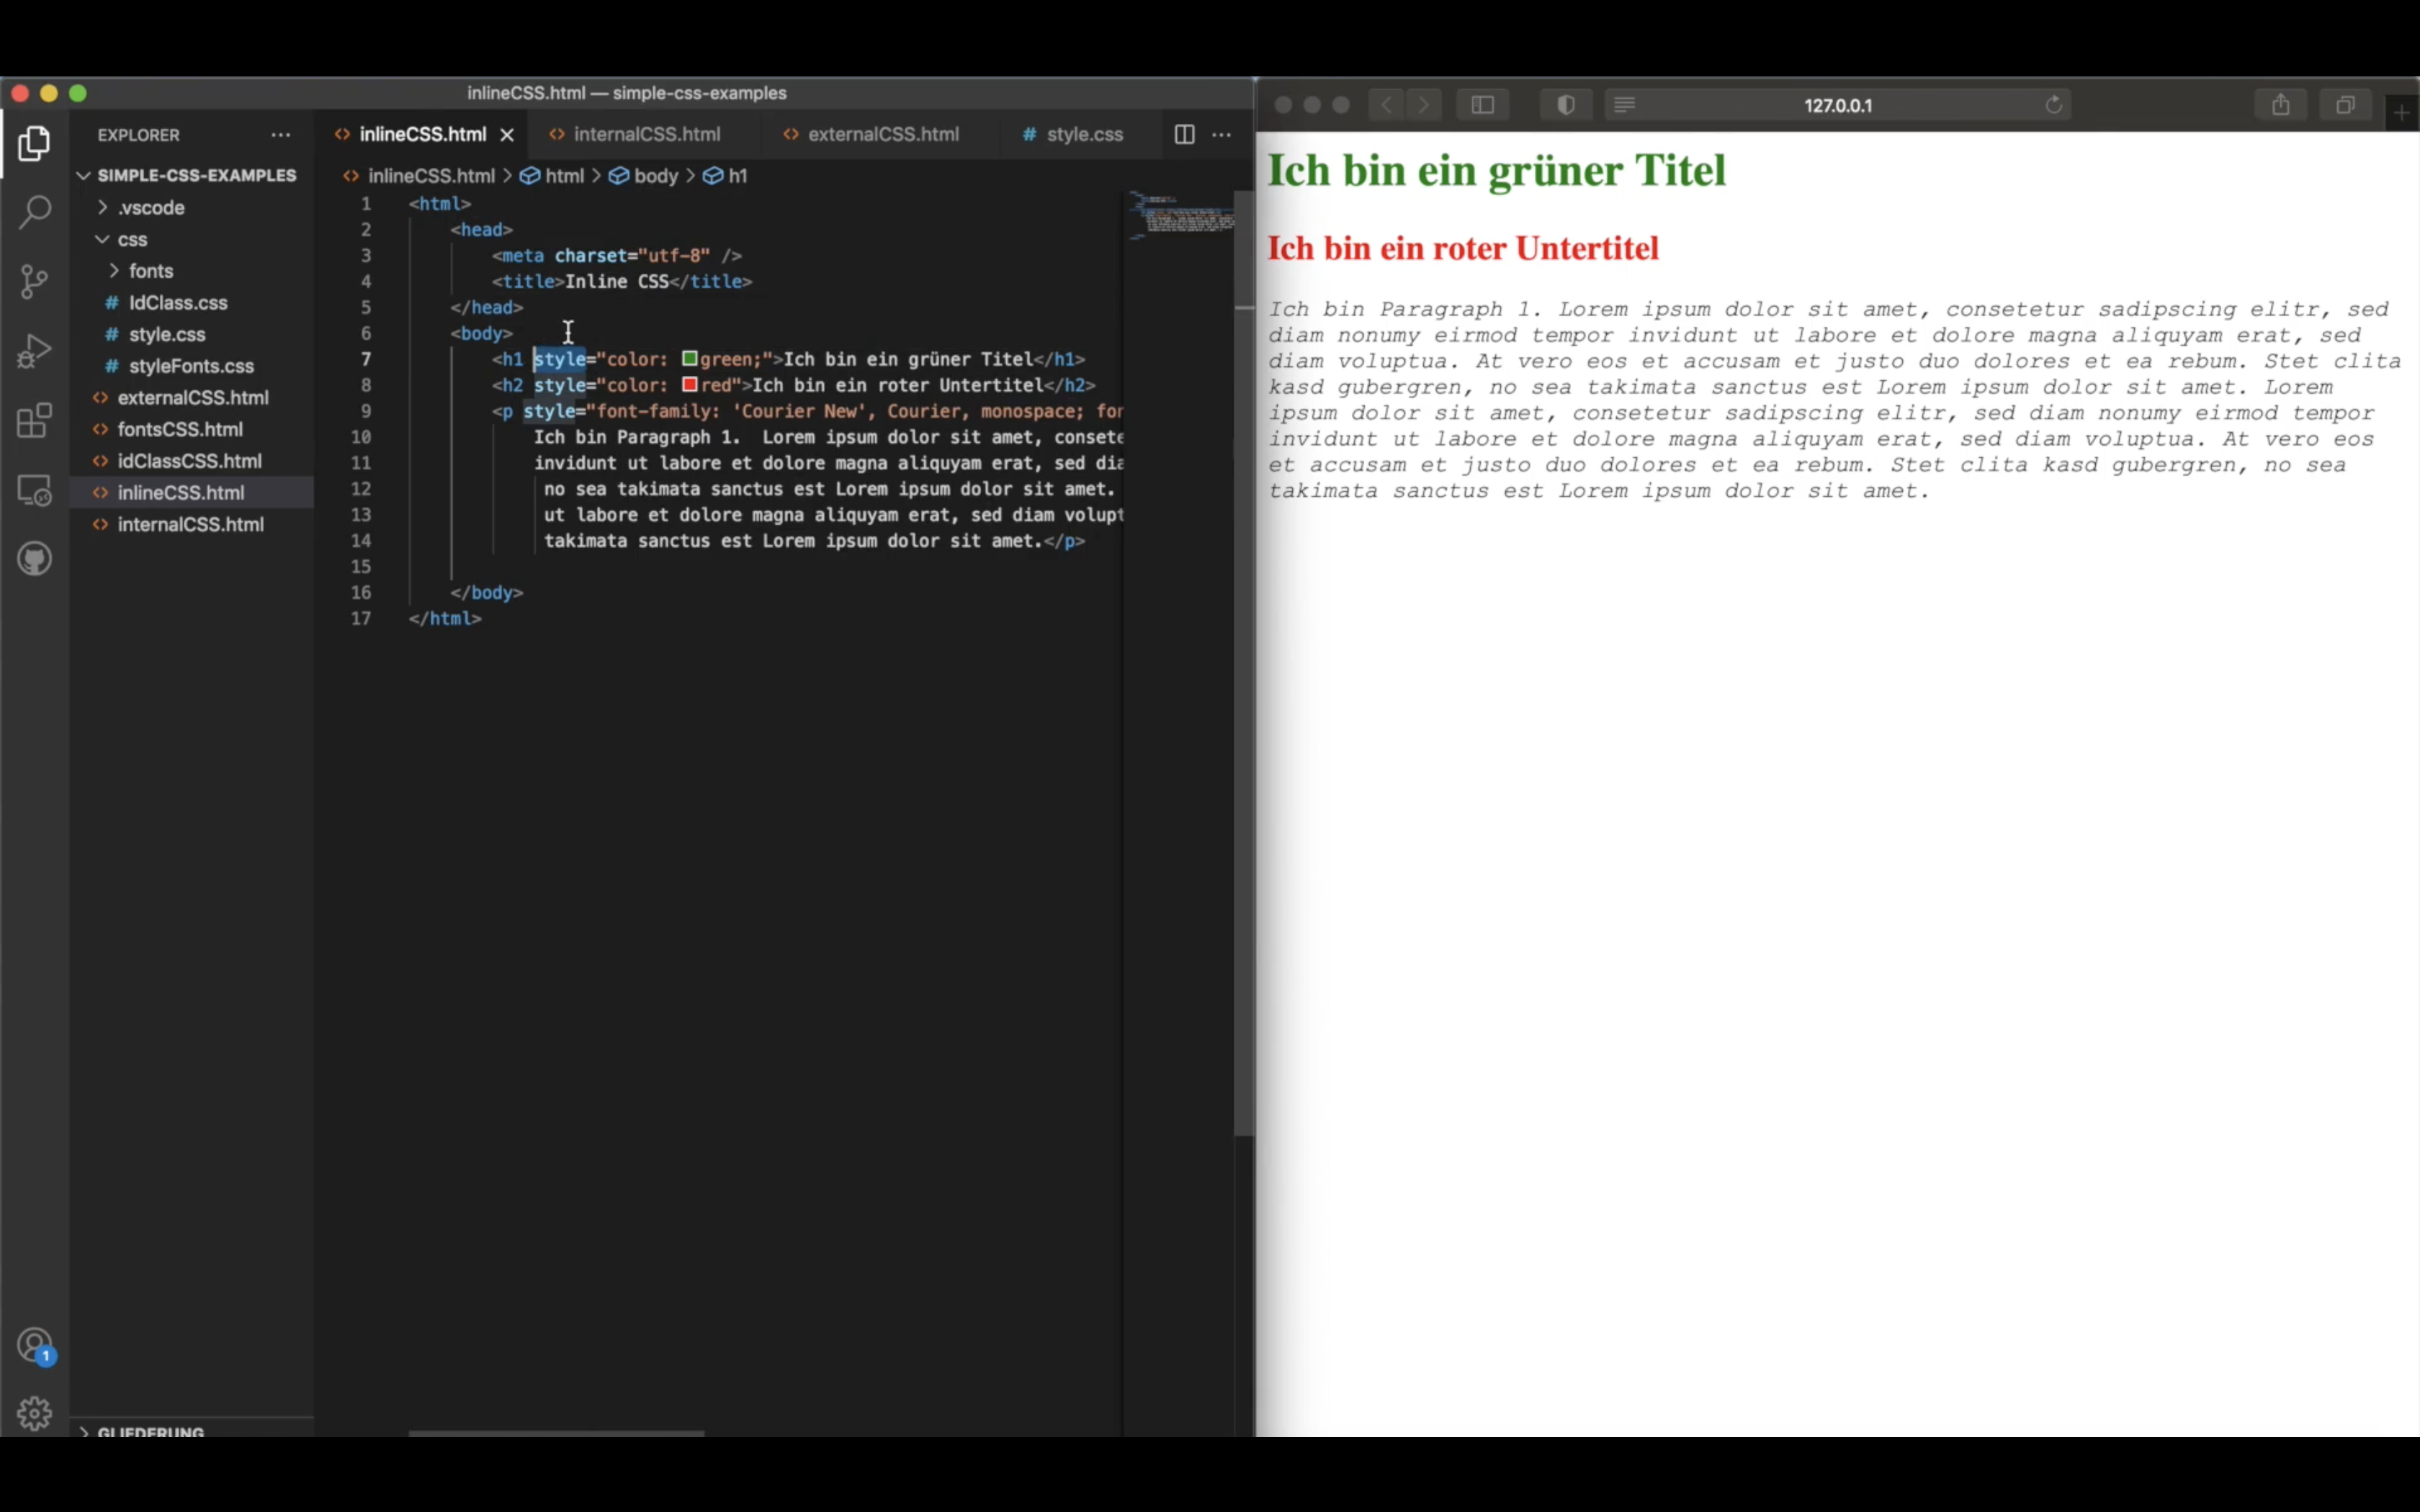 inlineCSS.html — simple-css-examples
EXPLORER
SIMPLE-CSS-EXAMPLES
.vscode
css
fonts
# IdClass.css
# style.css
# styleFonts.css
<> externalCSS.html
<> fontsCSS.html
<> idClassCSS.html
<> inlineCSS.html
<> internalCSS.html
1
GLIEDERUNG
<> inlineCSS.html
<> internalCSS.html
<> externalCSS.html
# style.css
<> inlineCSS.html > html > body > h1
1 <html>
2 <head>
3 <meta charset="utf-8" />
4 <title>Inline CSS</title>
5 </head>
6 <body>
7 <h1 style="color: green;">Ich bin ein grüner Titel</h1>
8 <h2 style="color: red">Ich bin ein roter Untertitel</h2>
9 <p style="font-family: 'Courier New', Courier, monospace; for
10 Ich bin Paragraph 1.  Lorem ipsum dolor sit amet, consete
11 invidunt ut labore et dolore magna aliquyam erat, sed dia
12 no sea takimata sanctus est Lorem ipsum dolor sit amet.
13 ut labore et dolore magna aliquyam erat, sed diam volupt
14 takimata sanctus est Lorem ipsum dolor sit amet.</p>
15
16 </body>
17 </html>
127.0.0.1
Ich bin ein grüner Titel
Ich bin ein roter Untertitel
Ich bin Paragraph 1. Lorem ipsum dolor sit amet, consetetur sadipscing elitr, sed
diam nonumy eirmod tempor invidunt ut labore et dolore magna aliquyam erat, sed
diam voluptua. At vero eos et accusam et justo duo dolores et ea rebum. Stet clita
kasd gubergren, no sea takimata sanctus est Lorem ipsum dolor sit amet. Lorem
ipsum dolor sit amet, consetetur sadipscing elitr, sed diam nonumy eirmod tempor
invidunt ut labore et dolore magna aliquyam erat, sed diam voluptua. At vero eos
et accusam et justo duo dolores et ea rebum. Stet clita kasd gubergren, no sea
takimata sanctus est Lorem ipsum dolor sit amet.